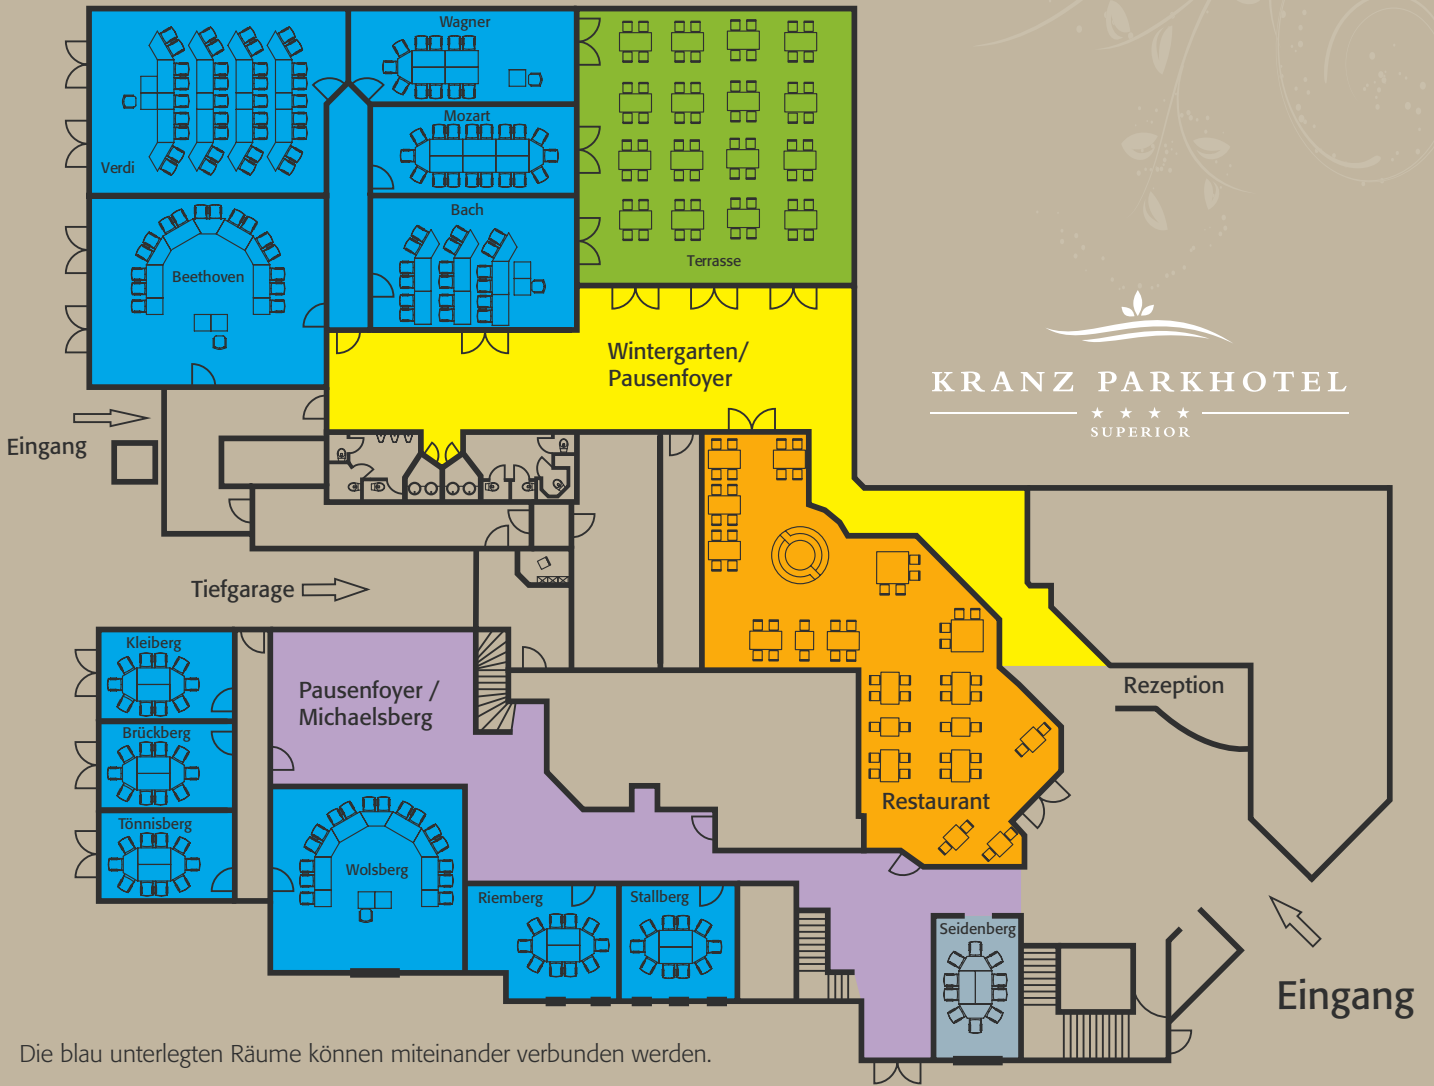 Wagner
Mozart
Verdi
Bach
Beethoven
Terrasse
Wintergarten/
Pausenfoyer
KRANZ PARKHOTEL
SUPERIOR
Eingang
Tiefgarage
Kleiberg
Brückberg
Tönnisberg
Pausenfoyer /
Michaelsberg
Rezeption
Restaurant
Wolsberg
Riemberg
Stallberg
Seidenberg
Eingang
Die blau unterlegten Räume können miteinander verbunden werden.